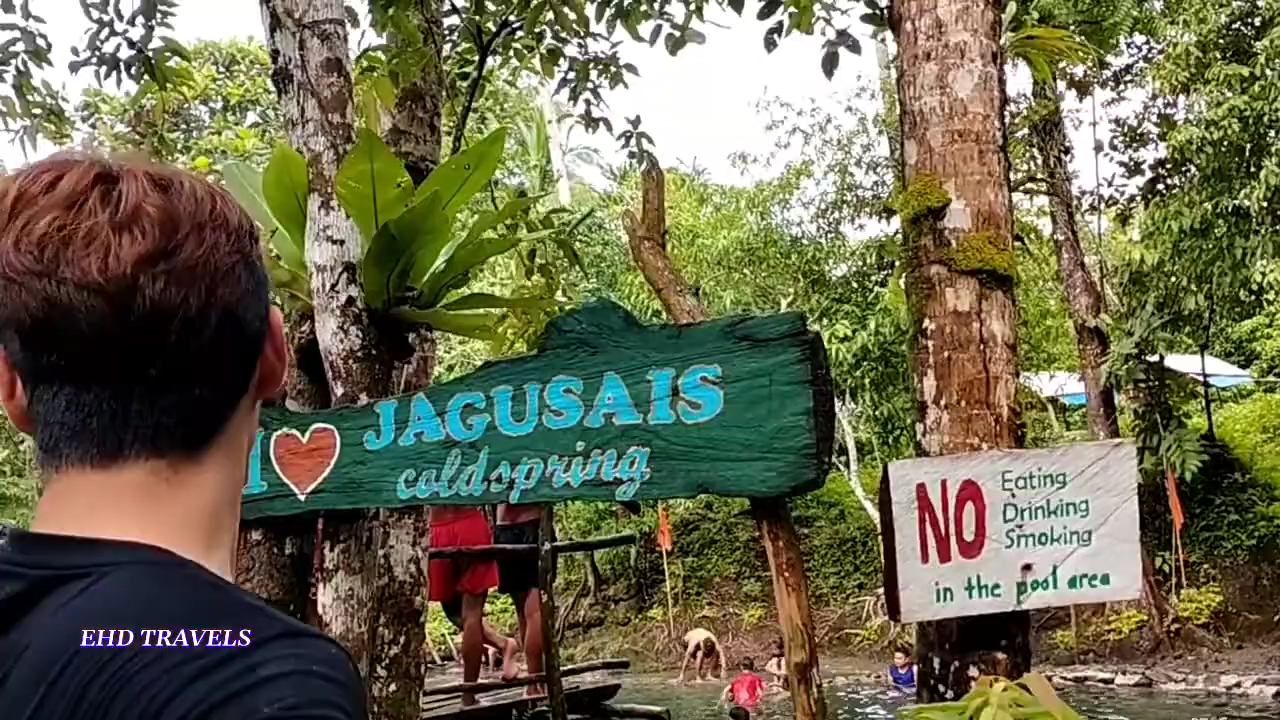 I ❤ JAGUSAIS
coldspring
NO Eating
Drinking
Smoking
in the pool area
EHD TRAVELS